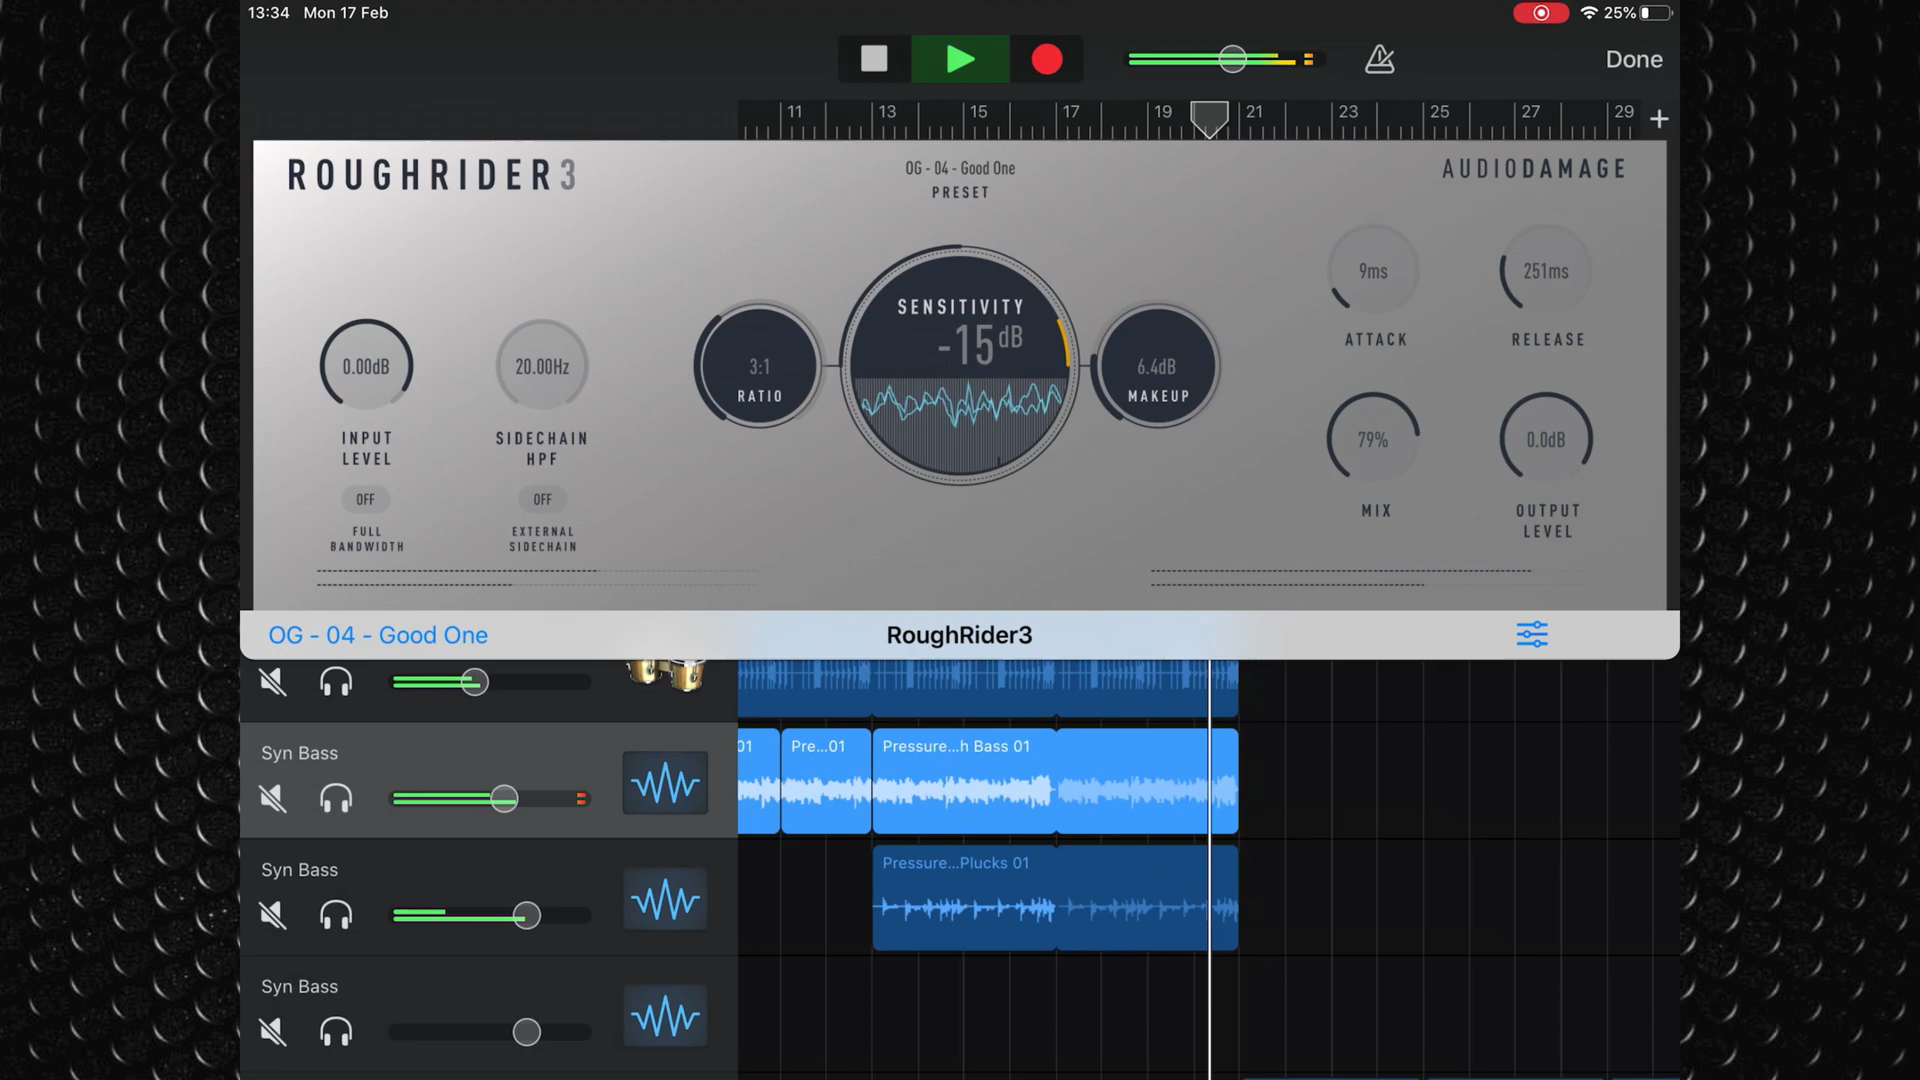 13:34 Mon 17 Feb
25%
Done
11 13 15 17 19 21 23 25 27 29
ROUGHRIDER3
OG - 04 - Good One
PRESET
AUDIODAMAGE
0.00dB
INPUT
LEVEL
OFF
FULL
BANDWIDTH
20.00Hz
SIDECHAIN
HPF
OFF
EXTERNAL
SIDECHAIN
3:1
RATIO
SENSITIVITY
-15dB
6.4dB
MAKEUP
9ms
ATTACK
251ms
RELEASE
79%
MIX
0.0dB
OUTPUT
LEVEL
OG - 04 - Good One
RoughRider3
Syn Bass
01
Pre...01
Pressure...h Bass 01
Syn Bass
Pressure...Plucks 01
Syn Bass